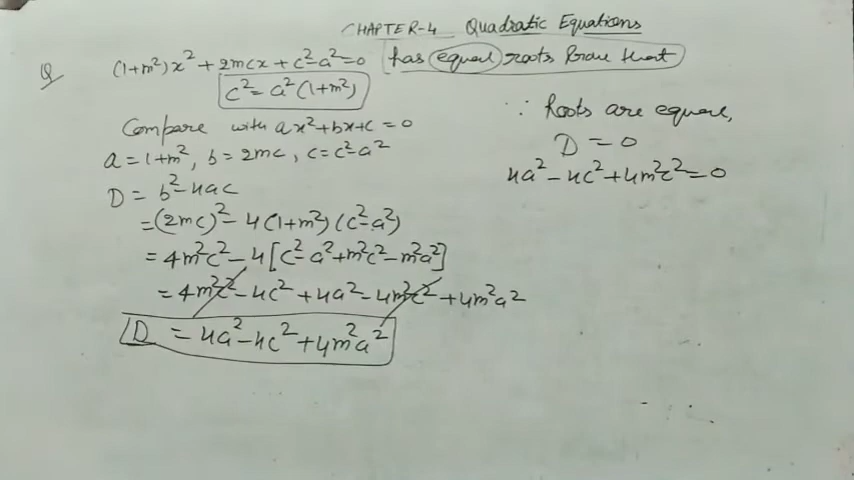 CHAPTER-4 Quadratic Equations
Q (1+m²)x² + 2mcx + c²-a²=0 has equal roots Prove that
c² = a²(1+m²)
Compare with ax²+bx+c = 0
a = 1+m², b = 2mc, c = c²-a²
D = b²-4ac
= (2mc)² - 4(1+m²)(c²-a²)
= 4m²c² - 4[c²-a²+m²c²-m²a²]
= 4m²c² - 4c² + 4a² - 4m²c² + 4m²a²
D = 4a²-4c²+4m²a²
∵ Roots are equal,
D = 0
4a²-4c²+4m²c²=0